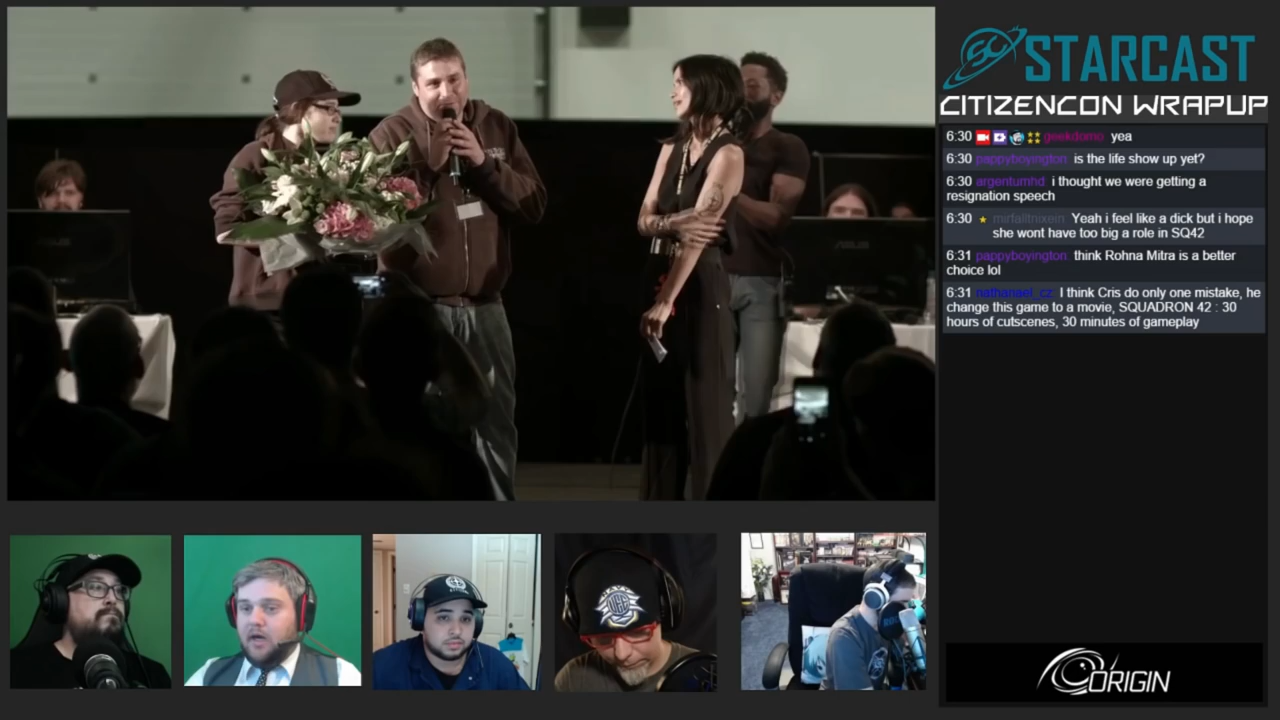 STARCAST
CITIZENCON WRAPUP
6:30 geekdomo yea
6:30 pappyboyington: is the life show up yet?
6:30 argentumhd: i thought we were getting a
resignation speech
6:30 mirfalltnixein: Yeah i feel like a dick but i hope
she wont have too big a role in SQ42
6:31 pappyboyington: think Rohna Mitra is a better
choice lol
6:31 nathanael_cz: I think Cris do only one mistake, he
change this game to a movie, SQUADRON 42 : 30
hours of cutscenes, 30 minutes of gameplay
ASUS
ORIGIN